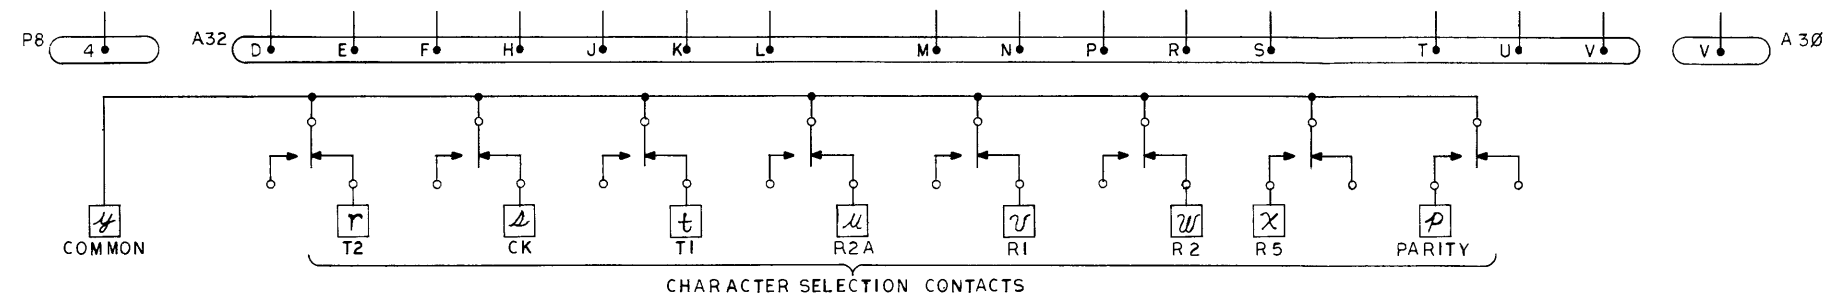 P8 4 A32 D E F H J K L M N P R S T U V V A3Ø
y r s t u v w x p
COMMON T2 CK T1 R2A R1 R2 R5 PARITY
CHARACTER SELECTION CONTACTS